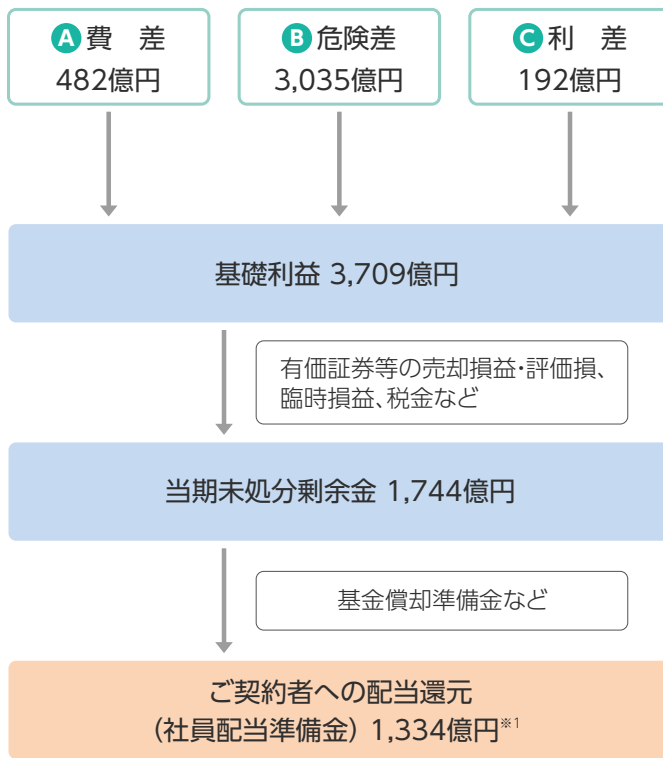 A 費　差
482億円
B 危険差
3,035億円
C 利　差
192億円
基礎利益 3,709億円
有価証券等の売却損益・評価損、
臨時損益、税金など
当期未処分剰余金 1,744億円
基金償却準備金など
ご契約者への配当還元
(社員配当準備金) 1,334億円※1